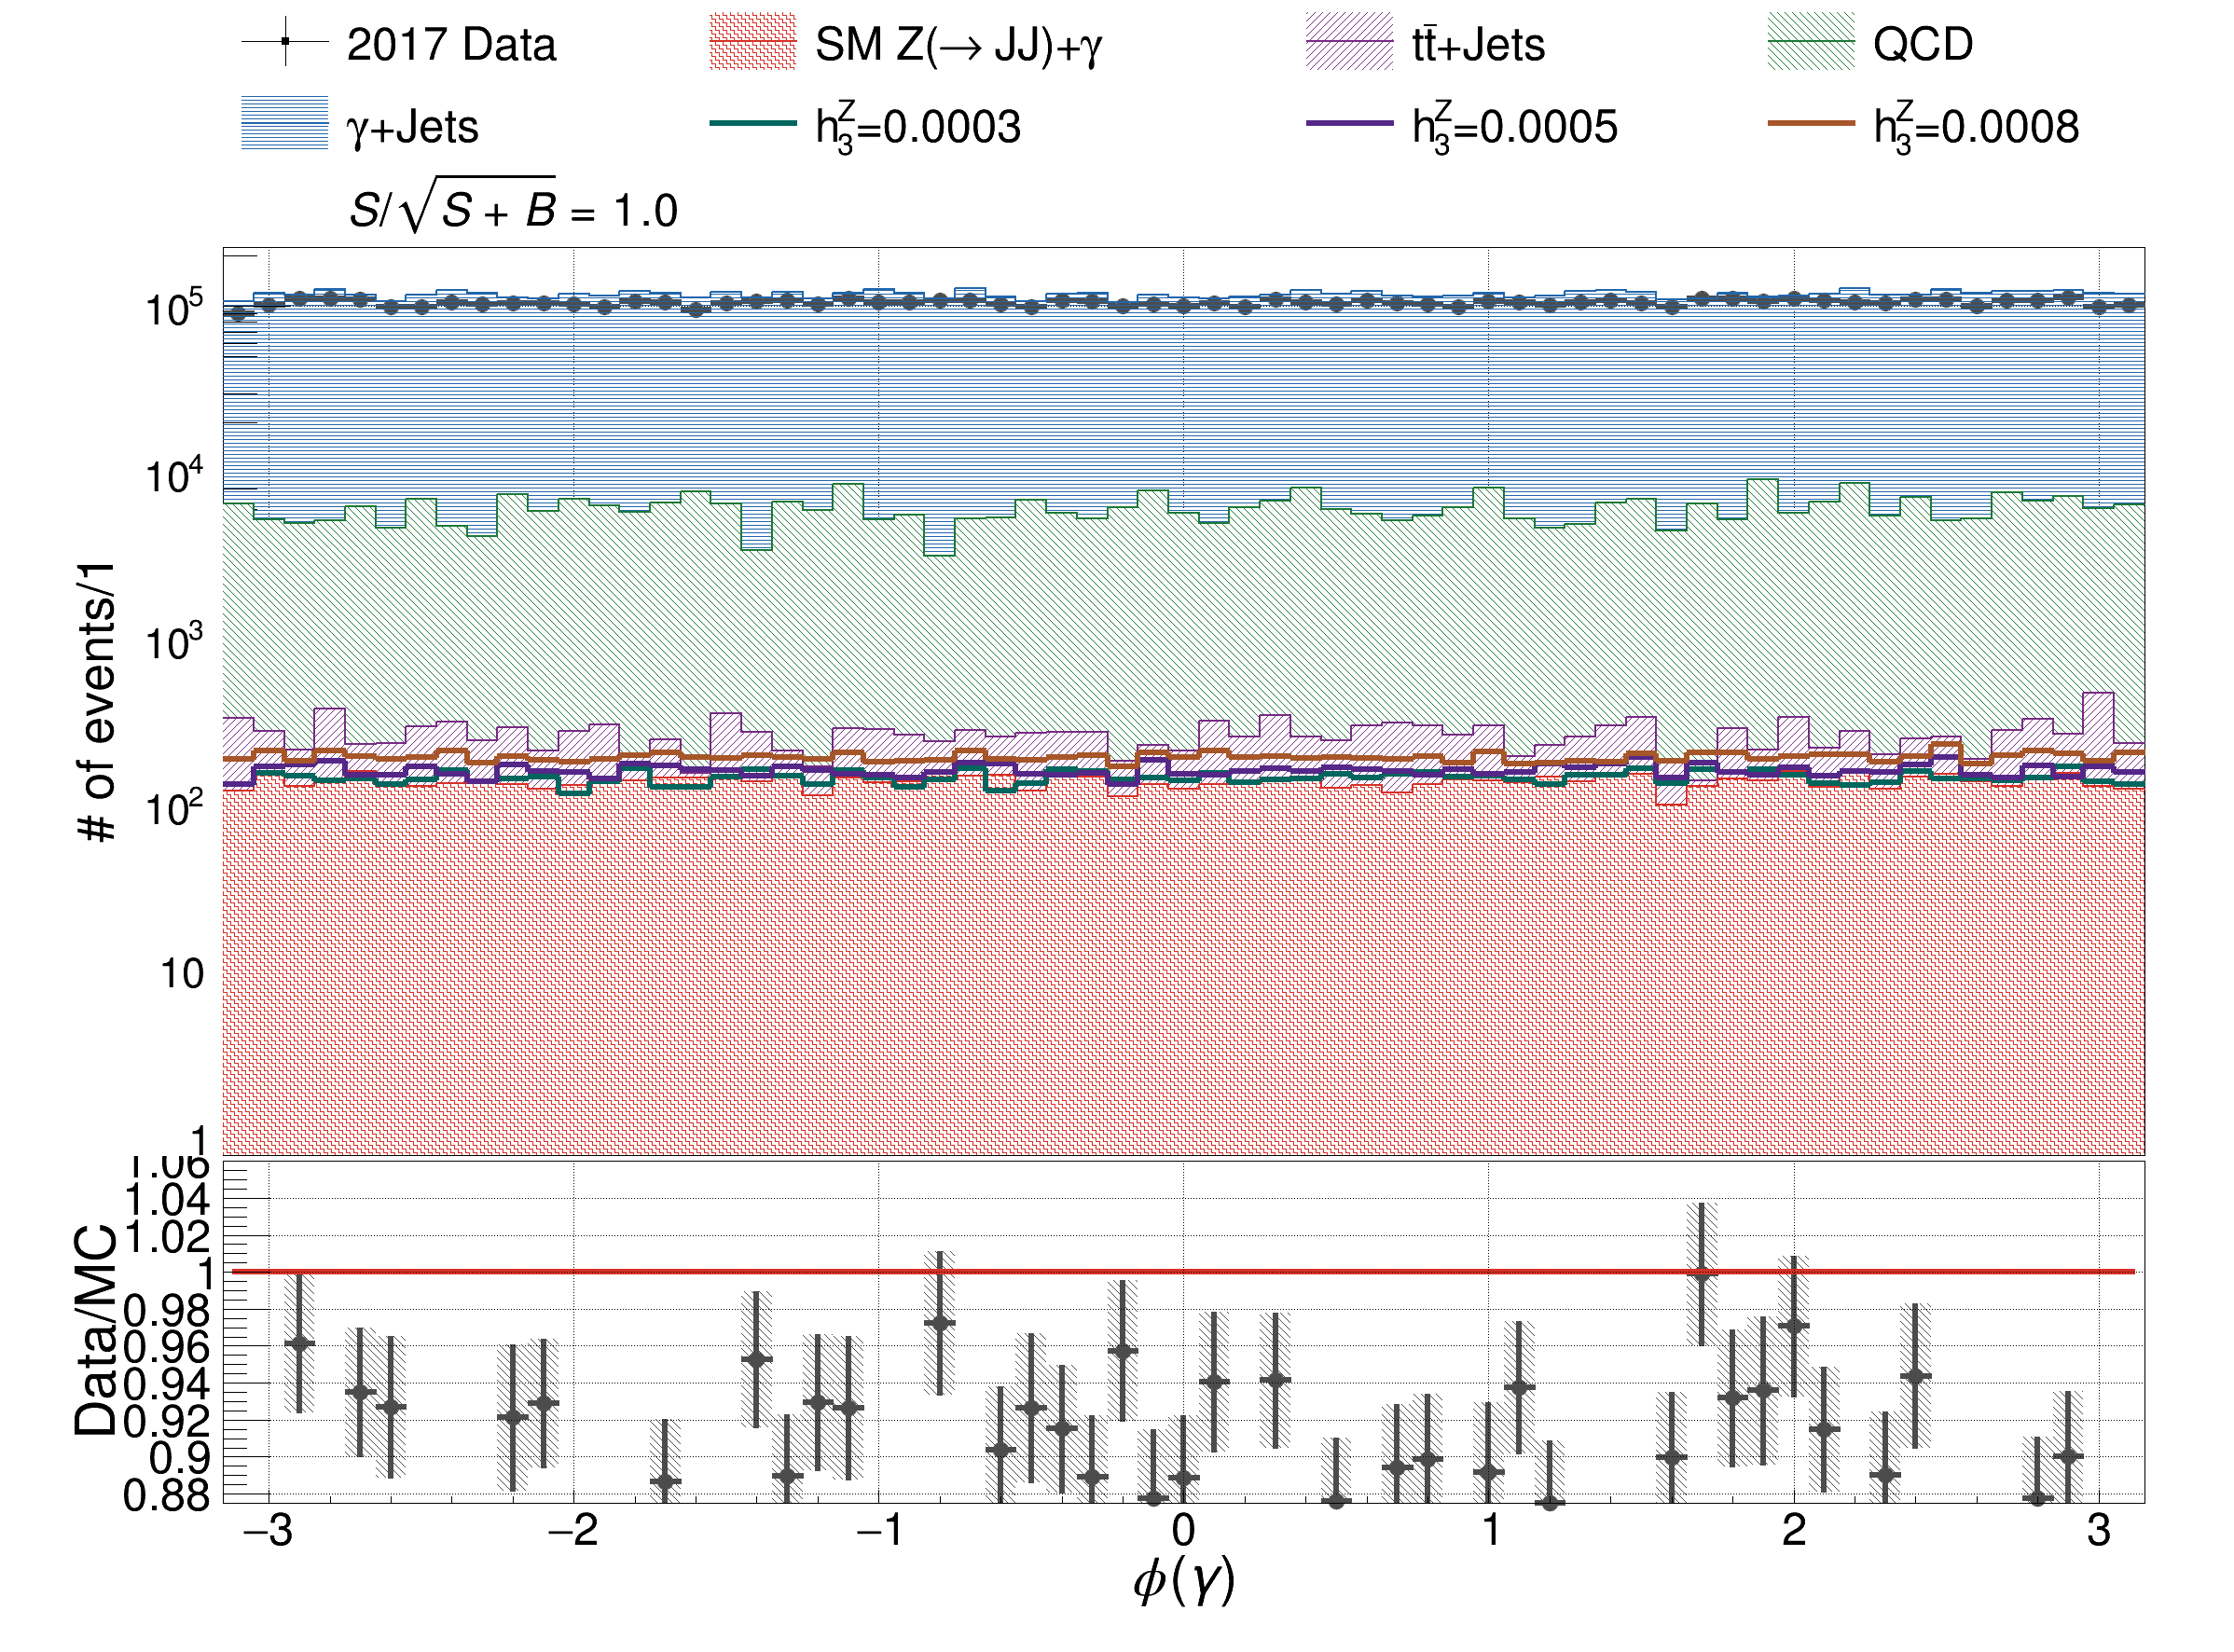 2017 Data SM Z(→ JJ)+γ tt̄+Jets QCD
γ+Jets h₃ᶻ=0.0003 h₃ᶻ=0.0005 h₃ᶻ=0.0008
S/√S + B = 1.0
# of events/1
10⁵
10⁴
10³
10²
10
1
Data/MC
1.06
1.04
1.02
1
0.98
0.96
0.94
0.92
0.9
0.88
−3 −2 −1 0 1 2 3
ϕ(γ)